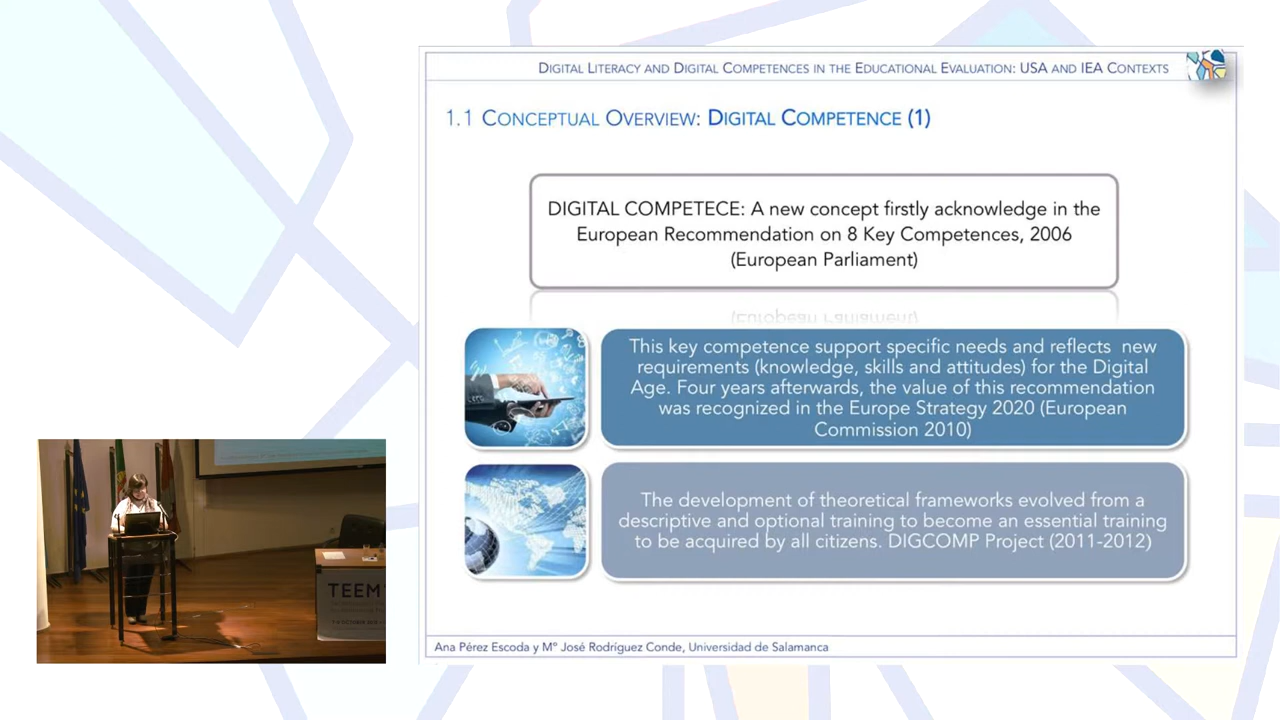 DIGITAL LITERACY AND DIGITAL COMPETENCES IN THE EDUCATIONAL EVALUATION: USA AND IEA CONTEXTS
1.1 CONCEPTUAL OVERVIEW: DIGITAL COMPETENCE (1)
DIGITAL COMPETECE: A new concept firstly acknowledge in the
European Recommendation on 8 Key Competences, 2006
(European Parliament)
This key competence support specific needs and reflects new
requirements (knowledge, skills and attitudes) for the Digital
Age. Four years afterwards, the value of this recommendation
was recognized in the Europe Strategy 2020 (European
Commission 2010)
The development of theoretical frameworks evolved from a
descriptive and optional training to become an essential training
to be acquired by all citizens. DIGCOMP Project (2011-2012)
Ana Pérez Escoda y Mº José Rodríguez Conde, Universidad de Salamanca
TEEM